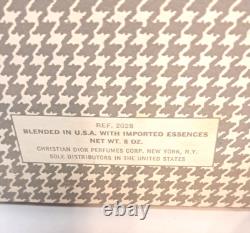 REF. 2028
BLENDED IN U.S.A. WITH IMPORTED ESSENCES
NET WT. 8 OZ.
CHRISTIAN DIOR PERFUMES CORP. NEW YORK, N.Y.
SOLE DISTRIBUTORS IN THE UNITED STATES